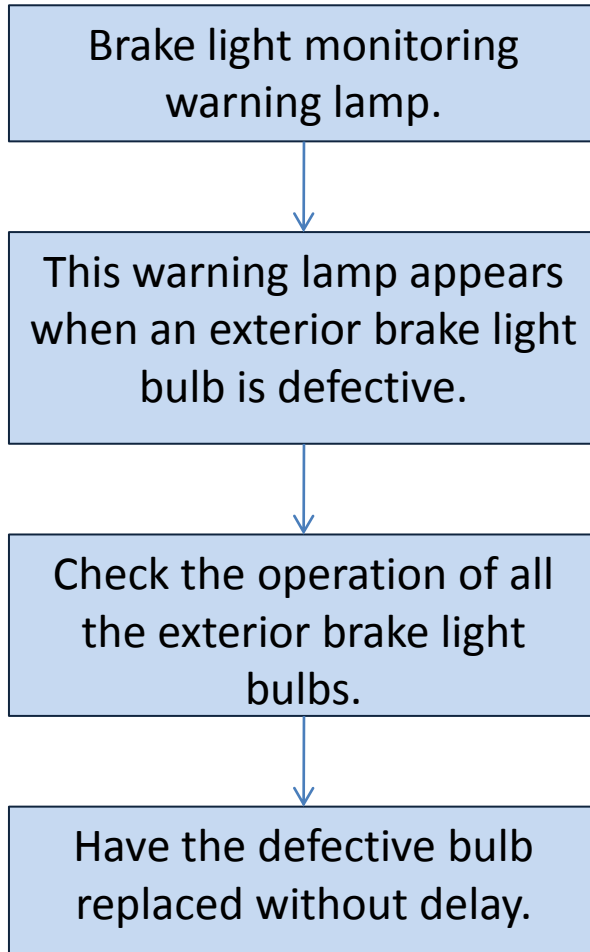 Brake light monitoring
warning lamp.
This warning lamp appears
when an exterior brake light
bulb is defective.
Check the operation of all
the exterior brake light
bulbs.
Have the defective bulb
replaced without delay.